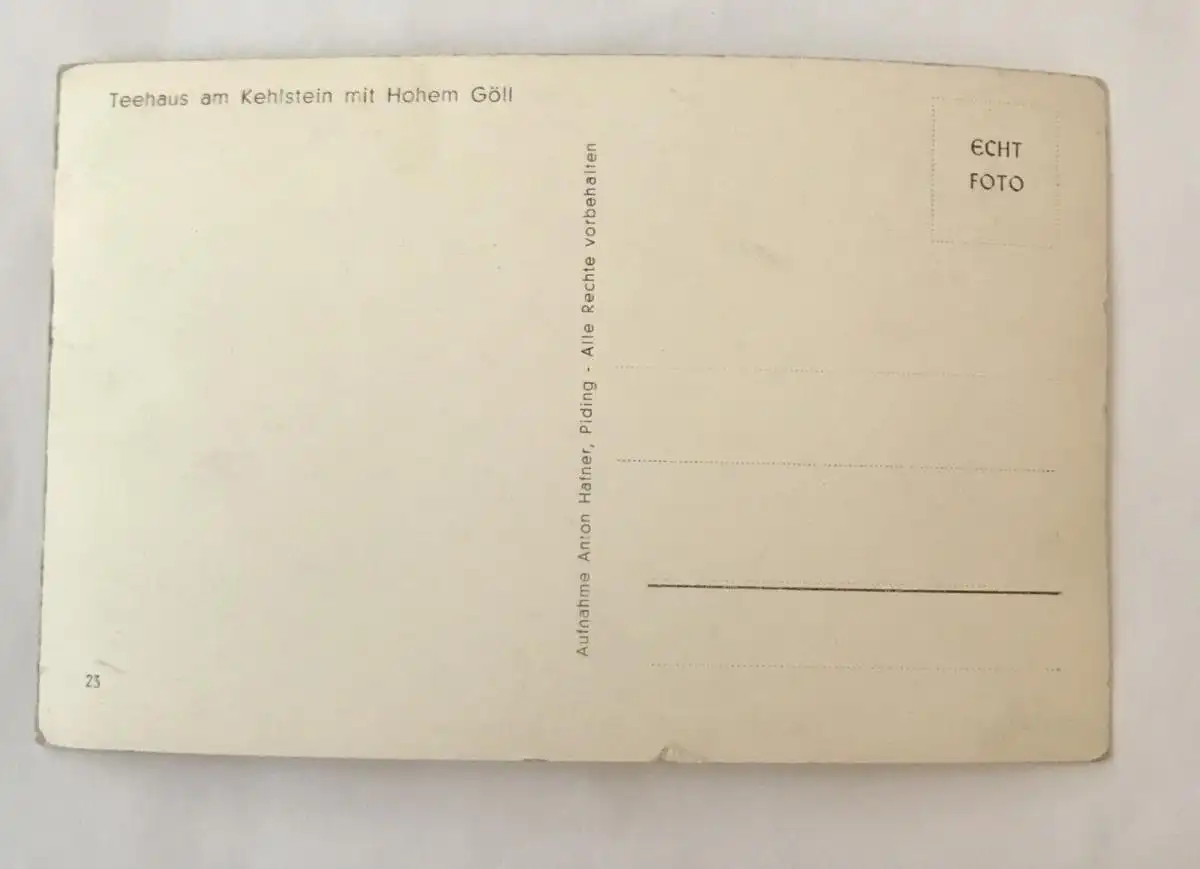 Teehaus am Kehlstein mit Hohem Göll
ECHT
FOTO
Aufnahme Anton Hafner, Piding - Alle Rechte vorbehalten
23